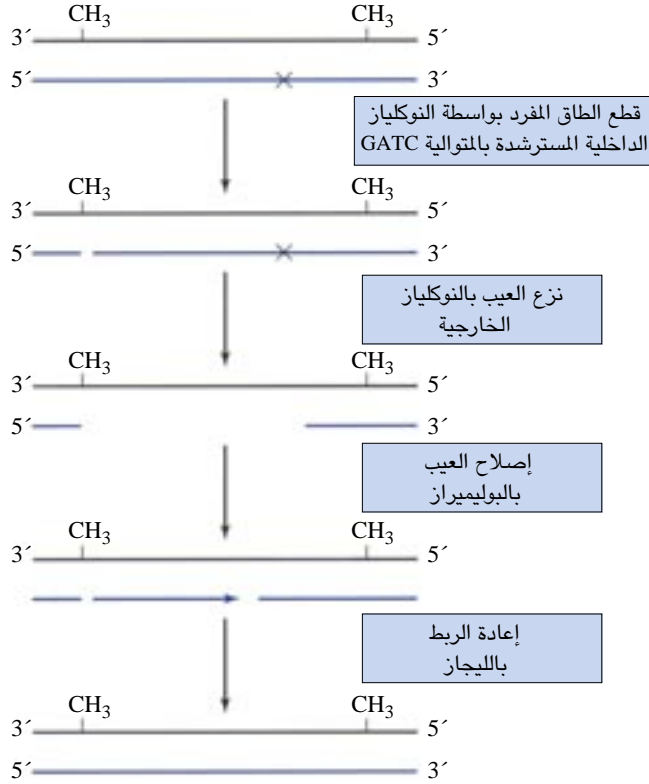 CH3 CH3
3′ 5′
5′ 3′
قطع الطاق المفرد بواسطة النوكلياز
الداخلية المسترشدة بالمتوالية GATC
CH3 CH3
3′ 5′
5′ 3′
نزع العيب بالنوكلياز
الخارجية
CH3 CH3
3′ 5′
5′ 3′
إصلاح العيب
بالبوليميراز
CH3 CH3
3′ 5′
إعادة الربط
بالليجاز
CH3 CH3
3′ 5′
5′ 3′